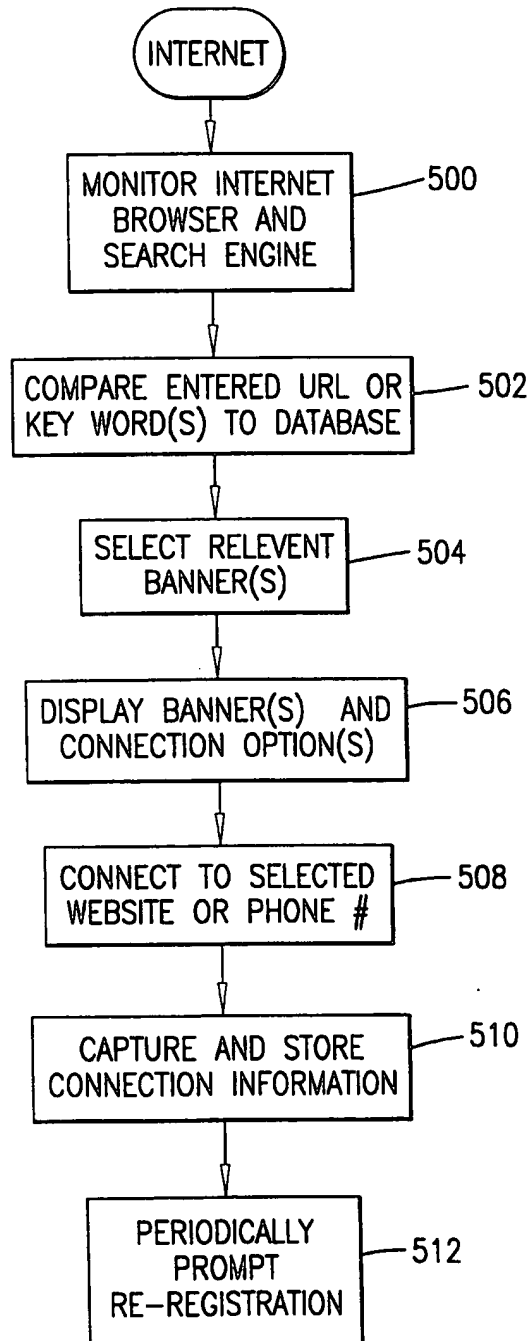 INTERNET
MONITOR INTERNET
BROWSER AND
SEARCH ENGINE
500
COMPARE ENTERED URL OR
KEY WORD(S) TO DATABASE
502
SELECT RELEVENT
BANNER(S)
504
DISPLAY BANNER(S) AND
CONNECTION OPTION(S)
506
CONNECT TO SELECTED
WEBSITE OR PHONE #
508
CAPTURE AND STORE
CONNECTION INFORMATION
510
PERIODICALLY
PROMPT
RE-REGISTRATION
512